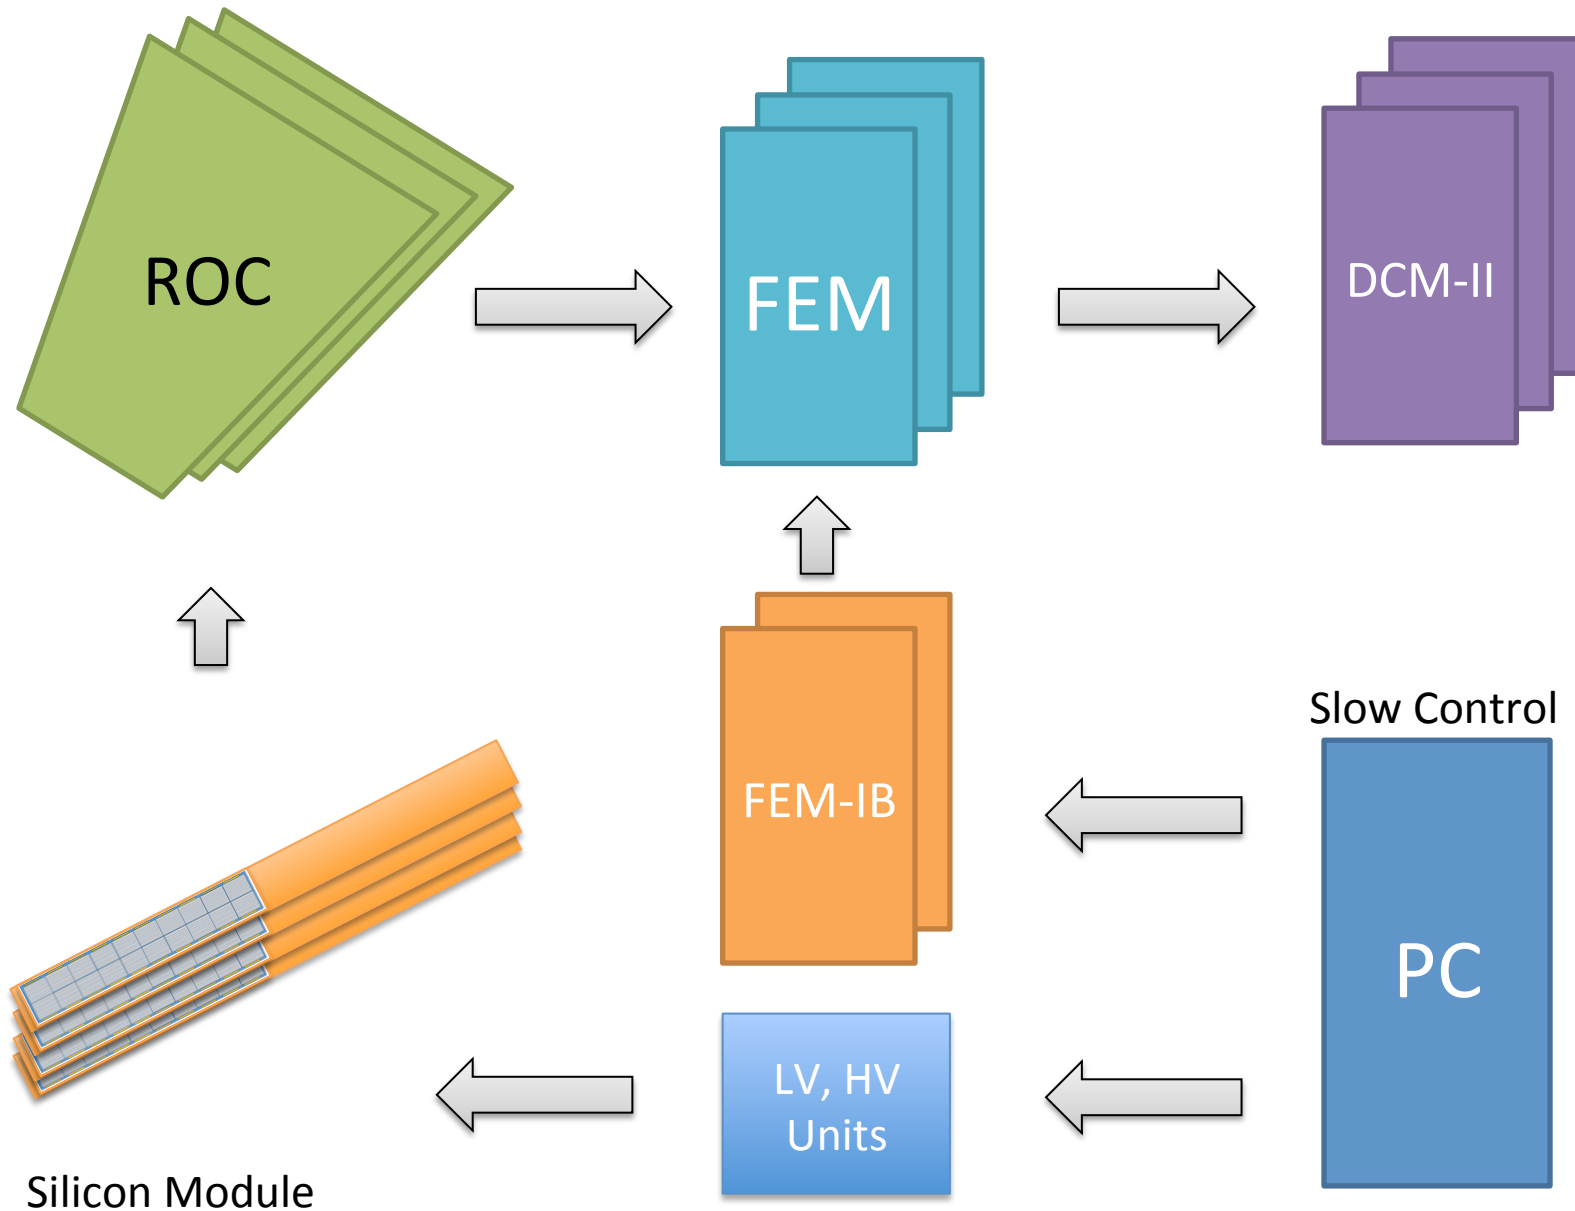 ROC
FEM
DCM-II
Slow Control
FEM-IB
PC
LV, HV
Units
Silicon Module